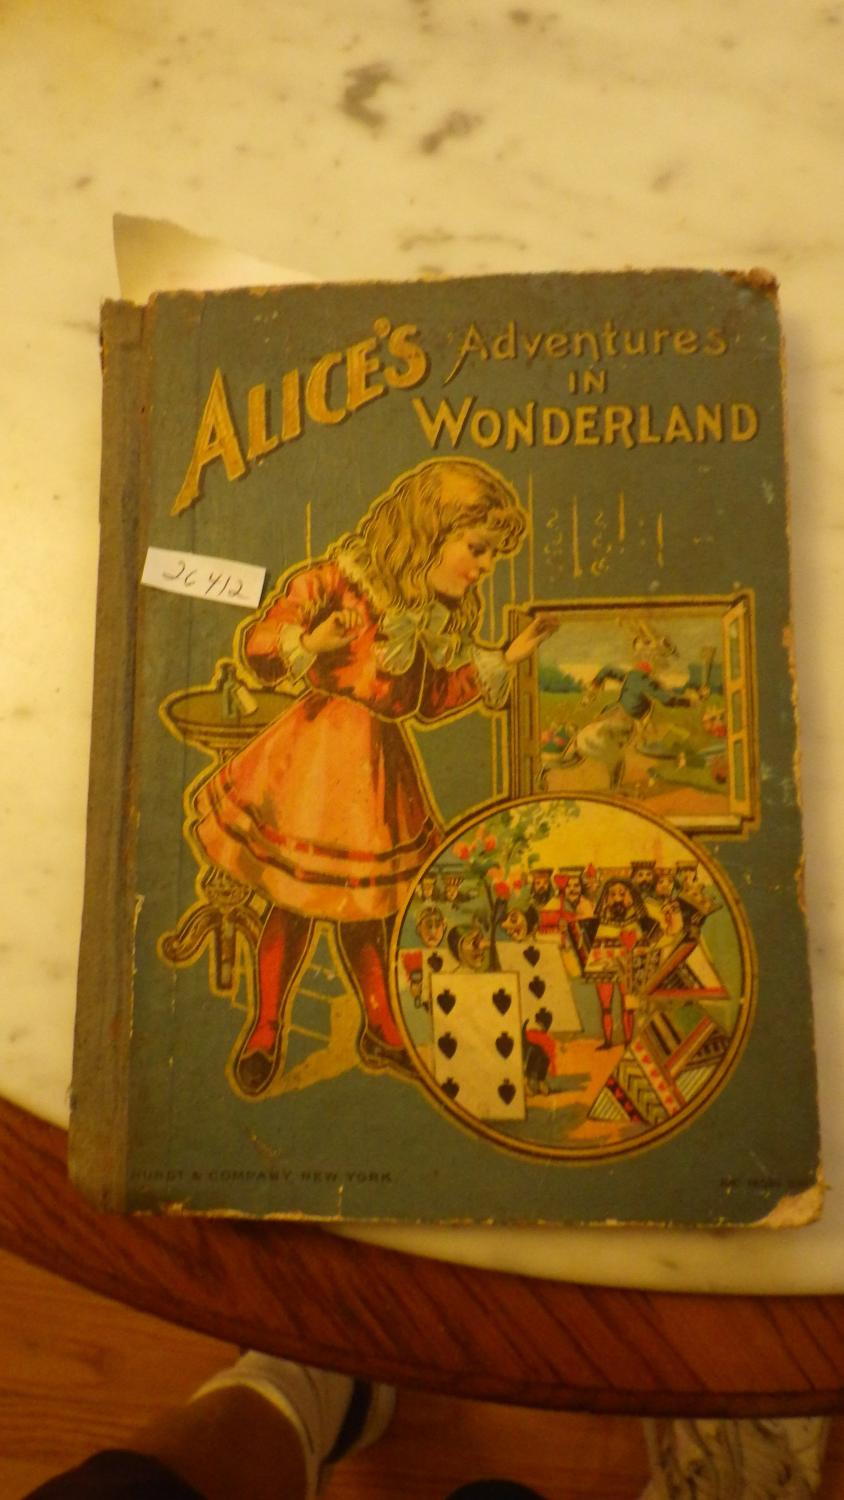 ALICE'S Adventures
IN
WONDERLAND
26412
HURST & COMPANY, NEW YORK